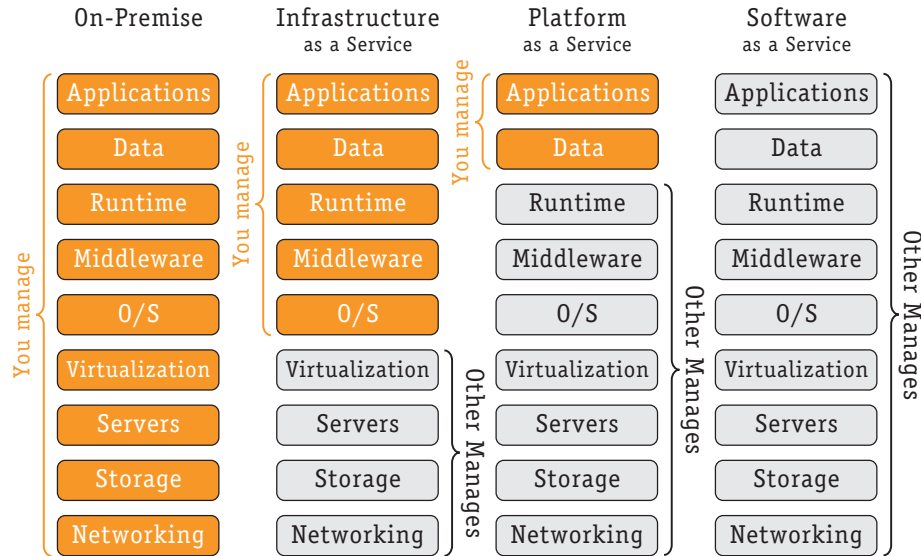 On-Premise
Infrastructure
as a Service
Platform
as a Service
Software
as a Service
You manage
Applications
Data
Runtime
Middleware
O/S
Virtualization
Servers
Storage
Networking
You manage
Applications
Data
Runtime
Middleware
O/S
Virtualization
Servers
Storage
Networking
Other Manages
You manage
Applications
Data
Runtime
Middleware
O/S
Virtualization
Servers
Storage
Networking
Other Manages
Applications
Data
Runtime
Middleware
O/S
Virtualization
Servers
Storage
Networking
Other Manages